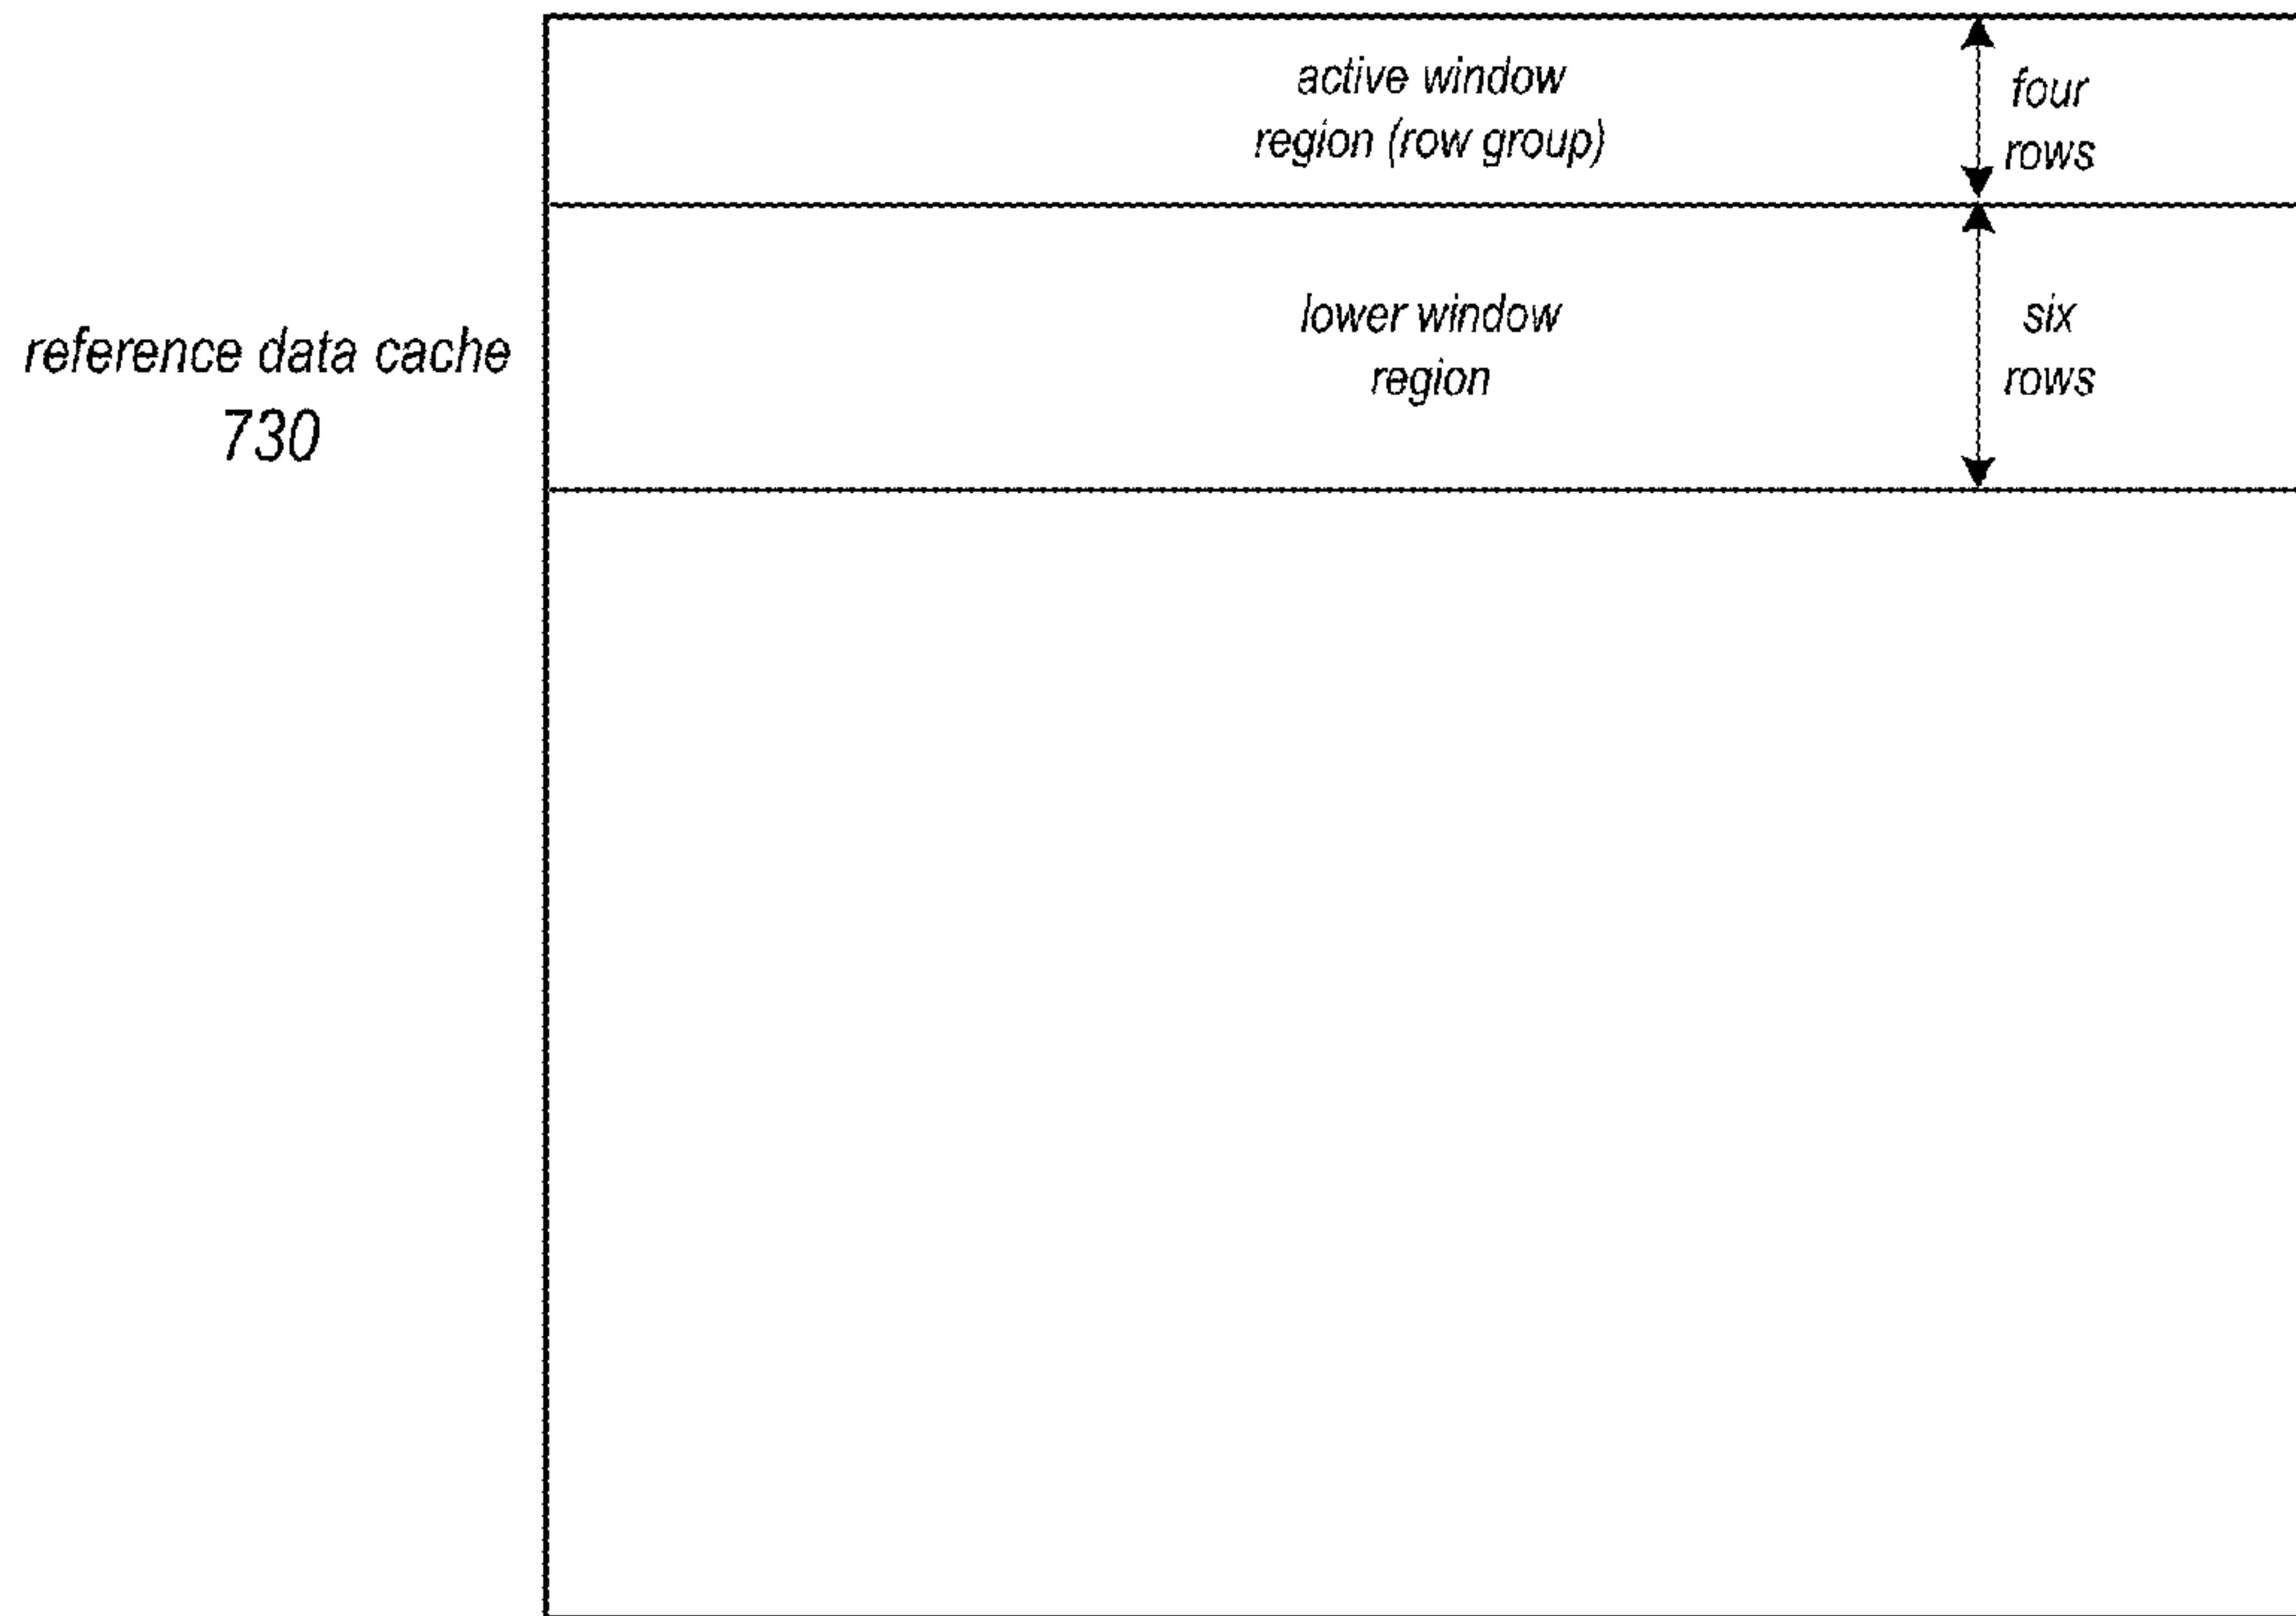 active window
region (row group)
four
rows
lower window
region
six
rows
reference data cache
730